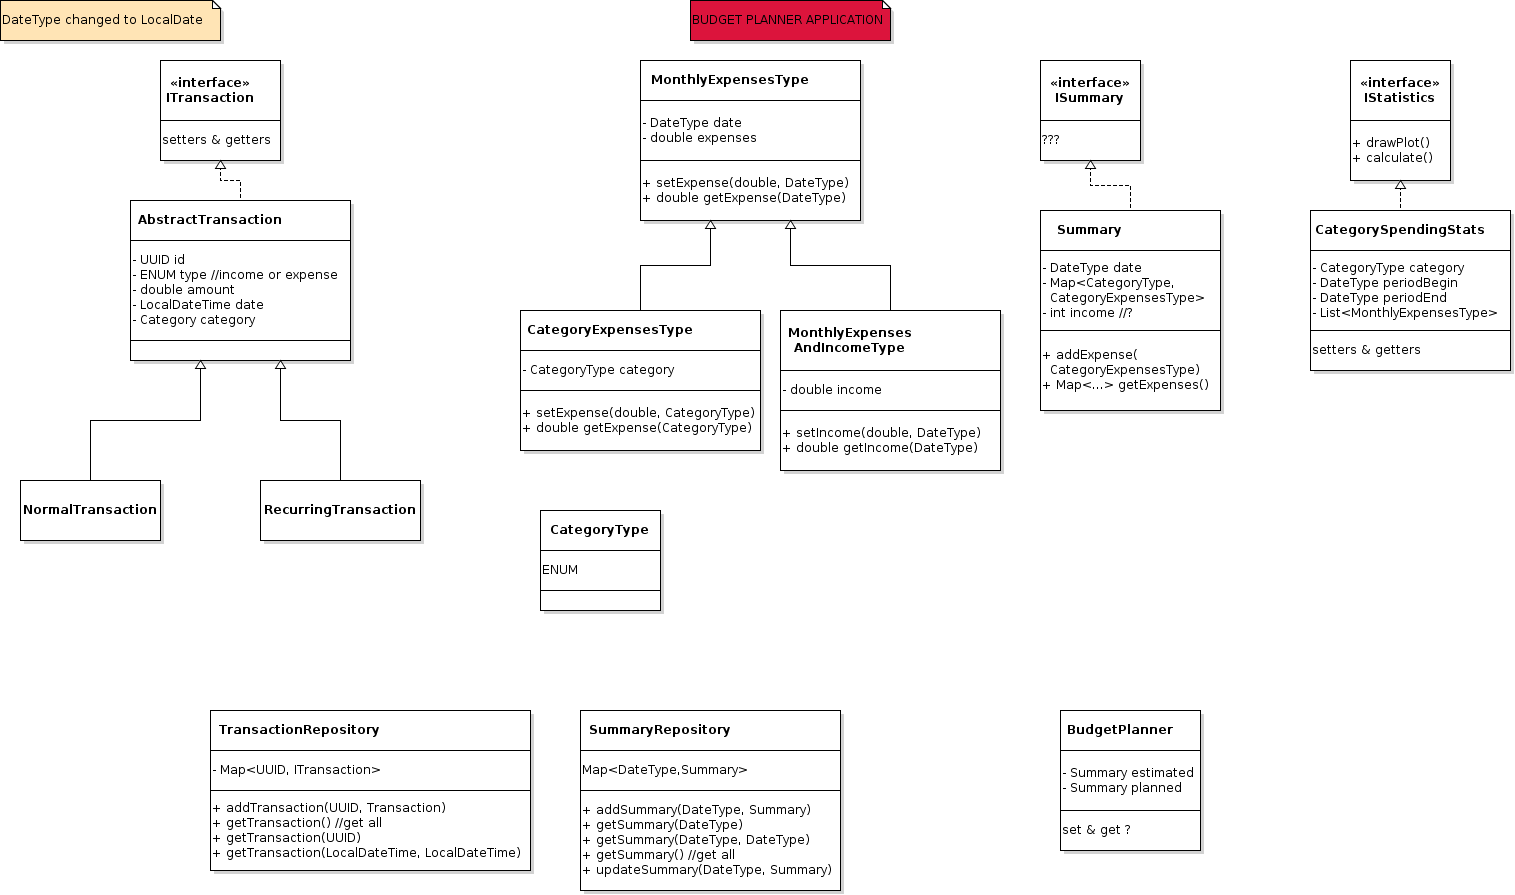 DateType changed to LocalDate
BUDGET PLANNER APPLICATION
«interface»
ITransaction
setters & getters
AbstractTransaction
- UUID id
- ENUM type //income or expense
- double amount
- LocalDateTime date
- Category category
NormalTransaction
RecurringTransaction
MonthlyExpensesType
- DateType date
- double expenses
+ setExpense(double, DateType)
+ double getExpense(DateType)
CategoryExpensesType
- CategoryType category
+ setExpense(double, CategoryType)
+ double getExpense(CategoryType)
MonthlyExpenses
AndIncomeType
- double income
+ setIncome(double, DateType)
+ double getIncome(DateType)
CategoryType
ENUM
«interface»
ISummary
???
Summary
- DateType date
- Map<CategoryType,
CategoryExpensesType>
- int income //?
+ addExpense(
CategoryExpensesType)
+ Map<...> getExpenses()
«interface»
IStatistics
+ drawPlot()
+ calculate()
CategorySpendingStats
- CategoryType category
- DateType periodBegin
- DateType periodEnd
- List<MonthlyExpensesType>
setters & getters
TransactionRepository
- Map<UUID, ITransaction>
+ addTransaction(UUID, Transaction)
+ getTransaction() //get all
+ getTransaction(UUID)
+ getTransaction(LocalDateTime, LocalDateTime)
SummaryRepository
Map<DateType,Summary>
+ addSummary(DateType, Summary)
+ getSummary(DateType)
+ getSummary(DateType, DateType)
+ getSummary() //get all
+ updateSummary(DateType, Summary)
BudgetPlanner
- Summary estimated
- Summary planned
set & get ?